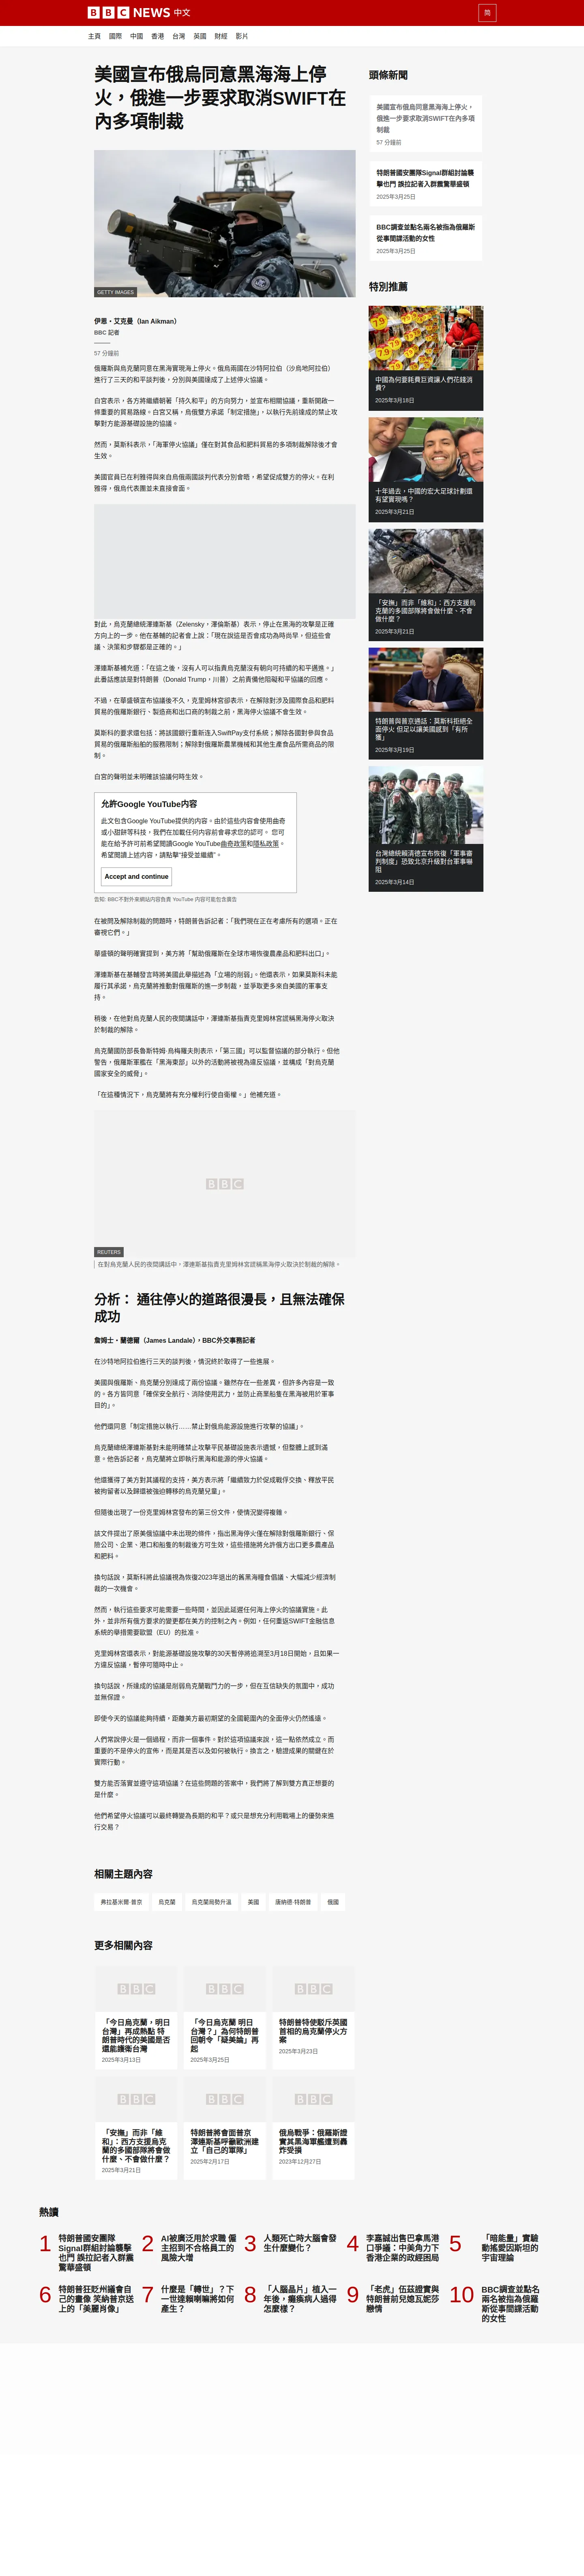 BBC NEWS 中文
简
主頁 國際 中國 香港 台灣 英國 財經 影片
美國宣布俄烏同意黑海海上停
火，俄進一步要求取消SWIFT在
內多項制裁
GETTY IMAGES
伊恩・艾克曼（Ian Aikman）
BBC 記者
57 分鐘前
俄羅斯與烏克蘭同意在黑海實現海上停火。俄烏兩國在沙特阿拉伯（沙烏地阿拉伯）
進行了三天的和平談判後，分別與美國達成了上述停火協議。
白宮表示，各方將繼續朝著「持久和平」的方向努力，並宣布相關協議，重新開啟一
條重要的貿易路線。白宮又稱，烏俄雙方承諾「制定措施」，以執行先前達成的禁止攻
擊對方能源基礎設施的協議。
然而，莫斯科表示，「海軍停火協議」僅在對其食品和肥料貿易的多項制裁解除後才會
生效。
美國官員已在利雅得與來自烏俄兩國談判代表分別會晤，希望促成雙方的停火。在利
雅得，俄烏代表團並未直接會面。
對此，烏克蘭總統澤連斯基（Zelensky，澤倫斯基）表示，停止在黑海的攻擊是正確
方向上的一步。他在基輔的記者會上說：「現在說這是否會成功為時尚早，但這些會
議、決策和步驟都是正確的。」
澤連斯基補充道：「在這之後，沒有人可以指責烏克蘭沒有朝向可持續的和平邁進。」
此番話應該是對特朗普（Donald Trump，川普）之前責備他阻礙和平協議的回應。
不過，在華盛頓宣布協議後不久，克里姆林宮卻表示，在解除對涉及國際食品和肥料
貿易的俄羅斯銀行、製造商和出口商的制裁之前，黑海停火協議不會生效。
莫斯科的要求還包括：將該國銀行重新連入SwiftPay支付系統；解除各國對參與食品
貿易的俄羅斯船舶的服務限制；解除對俄羅斯農業機械和其他生產食品所需商品的限
制。
白宮的聲明並未明確該協議何時生效。
允許Google YouTube内容
此文包含Google YouTube提供的内容。由於這些内容會使用曲奇
或小甜餅等科技，我們在加載任何内容前會尋求您的認可。 您可
能在給予許可前希望閱讀Google YouTube曲奇政策和隱私政策。
希望閱讀上述内容，請點擊"接受並繼續"。
Accept and continue
告知: BBC不對外來網站内容負責 YouTube 内容可能包含廣告
在被問及解除制裁的問題時，特朗普告訴記者：「我們現在正在考慮所有的選項。正在
審視它們。」
華盛頓的聲明確實提到，美方將「幫助俄羅斯在全球市場恢復農產品和肥料出口」。
澤連斯基在基輔發言時將美國此舉描述為「立場的削弱」。他還表示，如果莫斯科未能
履行其承諾，烏克蘭將推動對俄羅斯的進一步制裁，並爭取更多來自美國的軍事支
持。
稍後，在他對烏克蘭人民的夜間講話中，澤連斯基指責克里姆林宮謊稱黑海停火取決
於制裁的解除。
烏克蘭國防部長魯斯特姆·烏梅羅夫則表示，「第三國」可以監督協議的部分執行。但他
警告，俄羅斯軍艦在「黑海東部」以外的活動將被視為違反協議，並構成「對烏克蘭
國家安全的威脅」。
「在這種情況下，烏克蘭將有充分權利行使自衛權。」他補充道。
BBC
REUTERS
在對烏克蘭人民的夜間講話中，澤連斯基指責克里姆林宮謊稱黑海停火取決於制裁的解除。
分析： 通往停火的道路很漫長，且無法確保
成功
詹姆士・蘭德爾（James Landale），BBC外交事務記者
在沙特地阿拉伯進行三天的談判後，情況終於取得了一些進展。
美國與俄羅斯、烏克蘭分別達成了兩份協議。雖然存在一些差異，但許多內容是一致
的。各方皆同意「確保安全航行、消除使用武力，並防止商業船隻在黑海被用於軍事
目的」。
他們還同意「制定措施以執行……禁止對俄烏能源設施進行攻擊的協議」。
烏克蘭總統澤連斯基對未能明確禁止攻擊平民基礎設施表示遺憾，但整體上感到滿
意。他告訴記者，烏克蘭將立即執行黑海和能源的停火協議。
他還獲得了美方對其議程的支持，美方表示將「繼續致力於促成戰俘交換、釋放平民
被拘留者以及歸還被強迫轉移的烏克蘭兒童」。
但隨後出現了一份克里姆林宮發布的第三份文件，使情況變得複雜。
該文件提出了原美俄協議中未出現的條件，指出黑海停火僅在解除對俄羅斯銀行、保
險公司、企業、港口和船隻的制裁後方可生效，這些措施將允許俄方出口更多農產品
和肥料。
換句話說，莫斯科將此協議視為恢復2023年退出的舊黑海糧食倡議、大幅減少經濟制
裁的一次機會。
然而，執行這些要求可能需要一些時間，並因此延遲任何海上停火的協議實施。此
外，並非所有俄方要求的變更都在美方的控制之內。例如，任何重返SWIFT金融信息
系統的舉措需要歐盟（EU）的批准。
克里姆林宮還表示，對能源基礎設施攻擊的30天暫停將追溯至3月18日開始，且如果一
方違反協議，暫停可隨時中止。
換句話說，所達成的協議是削弱烏克蘭戰鬥力的一步，但在互信缺失的氛圍中，成功
並無保證。
即使今天的協議能夠持續，距離美方最初期望的全國範圍內的全面停火仍然遙遠。
人們常說停火是一個過程，而非一個事件。對於這項協議來說，這一點依然成立。而
重要的不是停火的宣佈，而是其是否以及如何被執行。換言之，驗證成果的關鍵在於
實際行動。
雙方能否落實並遵守這項協議？在這些問題的答案中，我們將了解到雙方真正想要的
是什麼。
他們希望停火協議可以最終轉變為長期的和平？或只是想充分利用戰場上的優勢來進
行交易？
相關主題內容
弗拉基米爾·普京 烏克蘭 烏克蘭局勢升溫 美國 唐納德·特朗普 俄國
更多相關內容
BBC BBC BBC
「今日烏克蘭，明日
台灣」再成熱點 特
朗普時代的美國是否
還能護衛台灣
2025年3月13日
「今日烏克蘭 明日
台灣？」為何特朗普
回朝令「疑美論」再
起
2025年3月25日
特朗普特使駁斥英國
首相的烏克蘭停火方
案
2025年3月23日
BBC BBC BBC
「安撫」而非「維
和」：西方支援烏克
蘭的多國部隊將會做
什麼、不會做什麼？
2025年3月21日
特朗普將會面普京
澤連斯基呼籲歐洲建
立「自己的軍隊」
2025年2月17日
俄烏戰爭：俄羅斯證
實其黑海軍艦遭到轟
炸受損
2023年12月27日
頭條新聞
美國宣布俄烏同意黑海海上停火，
俄進一步要求取消SWIFT在內多項
制裁
57 分鐘前
特朗普國安團隊Signal群組討論襲
擊也門 誤拉記者入群震驚華盛頓
2025年3月25日
BBC調查並點名兩名被指為俄羅斯
從事間諜活動的女性
2025年3月25日
特別推薦
中國為何要耗費巨資讓人們花錢消
費?
2025年3月18日
十年過去，中國的宏大足球計劃還
有望實現嗎？
2025年3月21日
「安撫」而非「維和」：西方支援烏
克蘭的多國部隊將會做什麼、不會
做什麼？
2025年3月21日
特朗普與普京通話：莫斯科拒絕全
面停火 但足以讓美國感到「有所
獲」
2025年3月19日
台灣總統賴清德宣布恢復「軍事審
判制度」恐致北京升級對台軍事嚇
阻
2025年3月14日
熱讀
1
特朗普國安團隊
Signal群組討論襲擊
也門 誤拉記者入群震
驚華盛頓
2
AI被廣泛用於求職 僱
主招到不合格員工的
風險大增
3
人類死亡時大腦會發
生什麼變化？
4
李嘉誠出售巴拿馬港
口爭議：中美角力下
香港企業的政經困局
5
「暗能量」實驗
動搖愛因斯坦的
宇宙理論
6
特朗普狂貶州議會自
己的畫像 笑納普京送
上的「美麗肖像」
7
什麼是「轉世」？下
一世達賴喇嘛將如何
產生？
8
「人腦晶片」植入一
年後，癱瘓病人過得
怎麼樣？
9
「老虎」伍茲證實與
特朗普前兒媳瓦妮莎
戀情
10
BBC調查並點名
兩名被指為俄羅
斯從事間諜活動
的女性